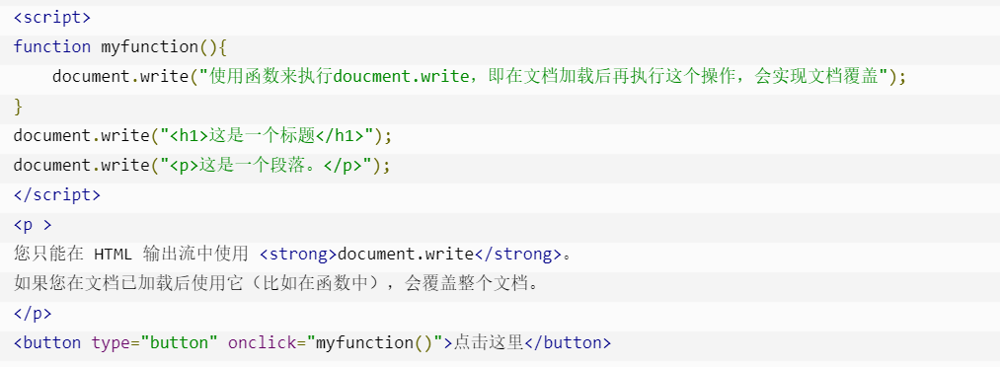 <script>
function myfunction(){
    document.write("使用函数来执行doucment.write，即在文档加载后再执行这个操作，会实现文档覆盖");
}
document.write("<h1>这是一个标题</h1>");
document.write("<p>这是一个段落。</p>");
</script>
<p >
您只能在 HTML 输出流中使用 <strong>document.write</strong>。
如果您在文档已加载后使用它（比如在函数中），会覆盖整个文档。
</p>
<button type="button" onclick="myfunction()">点击这里</button>